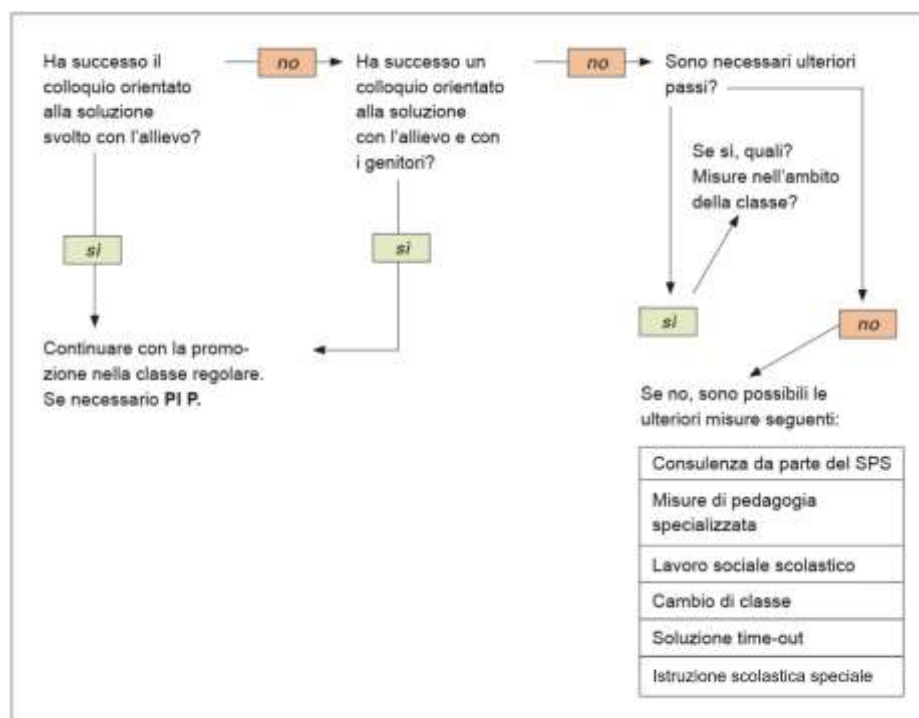 Ha successo il
colloquio orientato
alla soluzione
svolto con l'allievo?
no
Ha successo un
colloquio orientato
alla soluzione
con l'allievo e con
i genitori?
no
Sono necessari ulteriori
passi?
Se sì, quali?
Misure nell'ambito
della classe?
sì
sì
sì
no
Continuare con la promo-
zione nella classe regolare.
Se necessario PI P.
Se no, sono possibili le
ulteriori misure seguenti:
Consulenza da parte del SPS
Misure di pedagogia
specializzata
Lavoro sociale scolastico
Cambio di classe
Soluzione time-out
Istruzione scolastica speciale